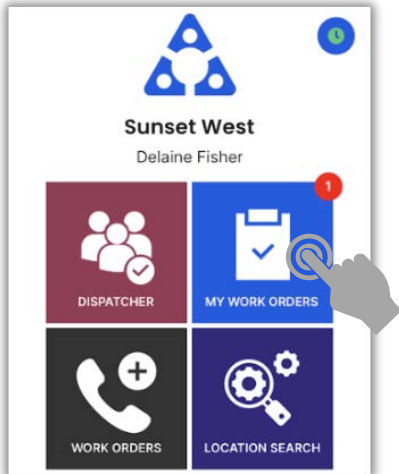 Sunset West
Delaine Fisher
1
DISPATCHER
MY WORK ORDERS
WORK ORDERS
LOCATION SEARCH